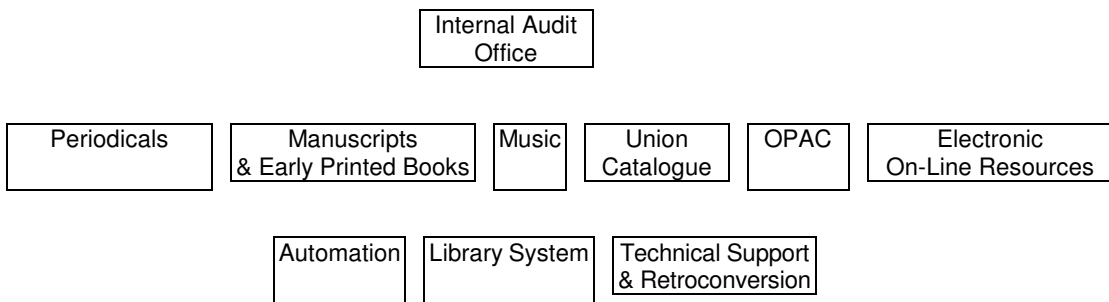 Internal Audit
Office
Periodicals
Manuscripts
& Early Printed Books
Music
Union
Catalogue
OPAC
Electronic
On-Line Resources
Automation
Library System
Technical Support
& Retroconversion